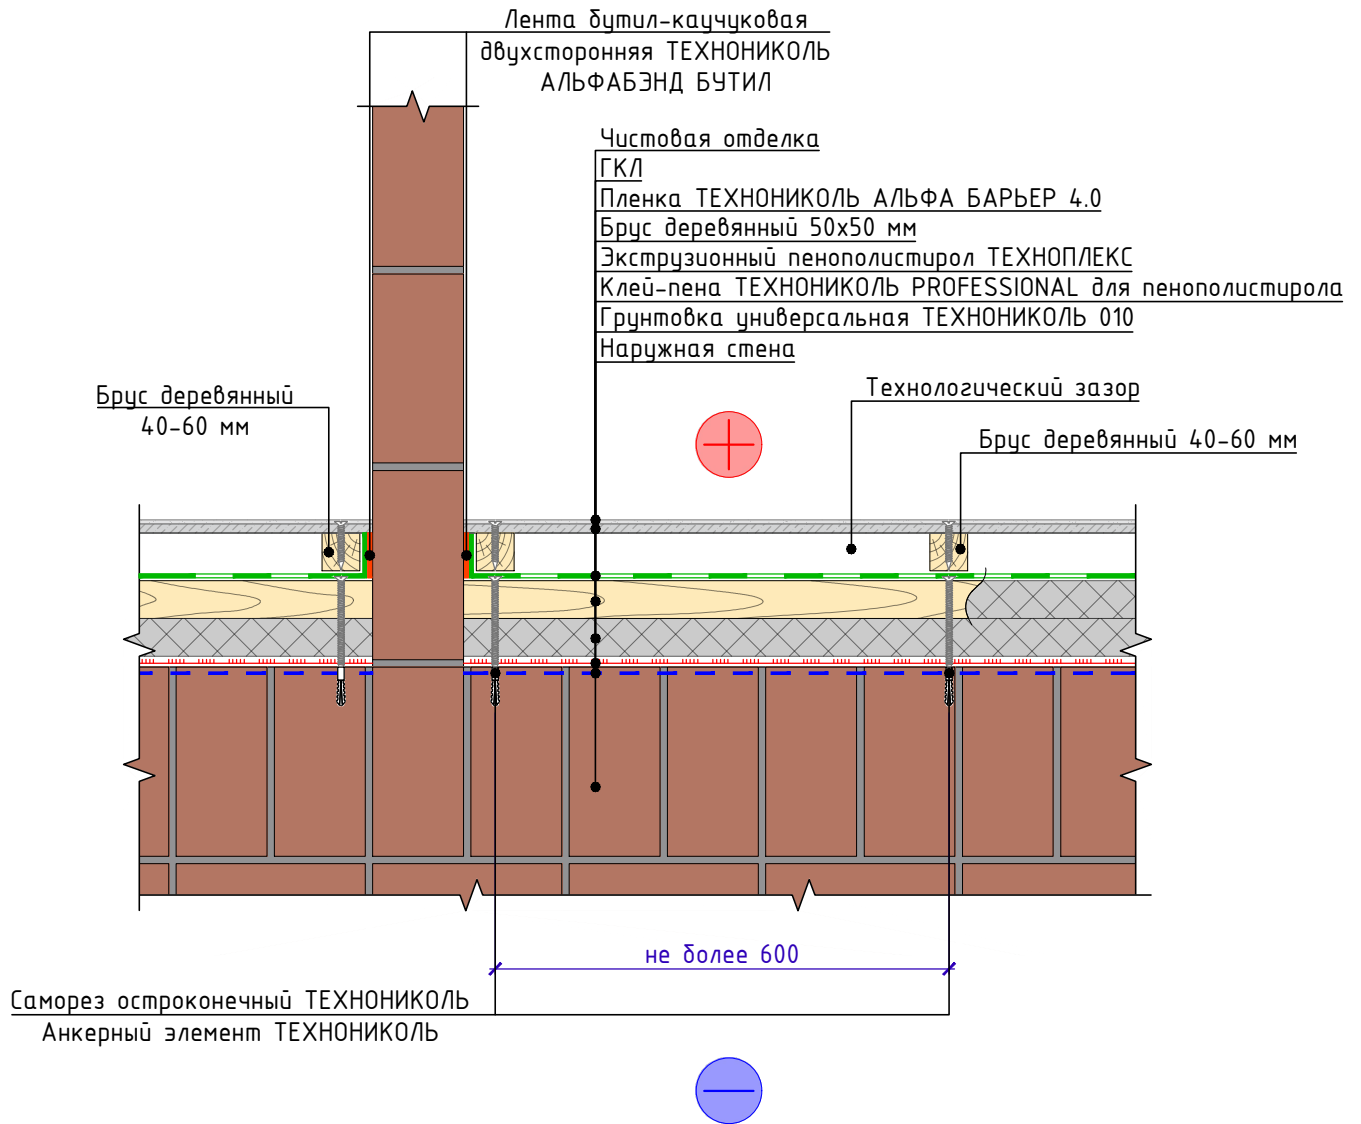 Лента бутил-каучуковая
двухсторонняя ТЕХНОНИКОЛЬ
АЛЬФАБЭНД БУТИЛ
Чистовая отделка
ГКЛ
Пленка ТЕХНОНИКОЛЬ АЛЬФА БАРЬЕР 4.0
Брус деревянный 50х50 мм
Экструзионный пенополистирол ТЕХНОПЛЕКС
Клей-пена ТЕХНОНИКОЛЬ PROFESSIONAL для пенополистирола
Грунтовка универсальная ТЕХНОНИКОЛЬ 010
Наружная стена
Брус деревянный
40-60 мм
Технологический зазор
Брус деревянный 40-60 мм
не более 600
Саморез остроконечный ТЕХНОНИКОЛЬ
Анкерный элемент ТЕХНОНИКОЛЬ